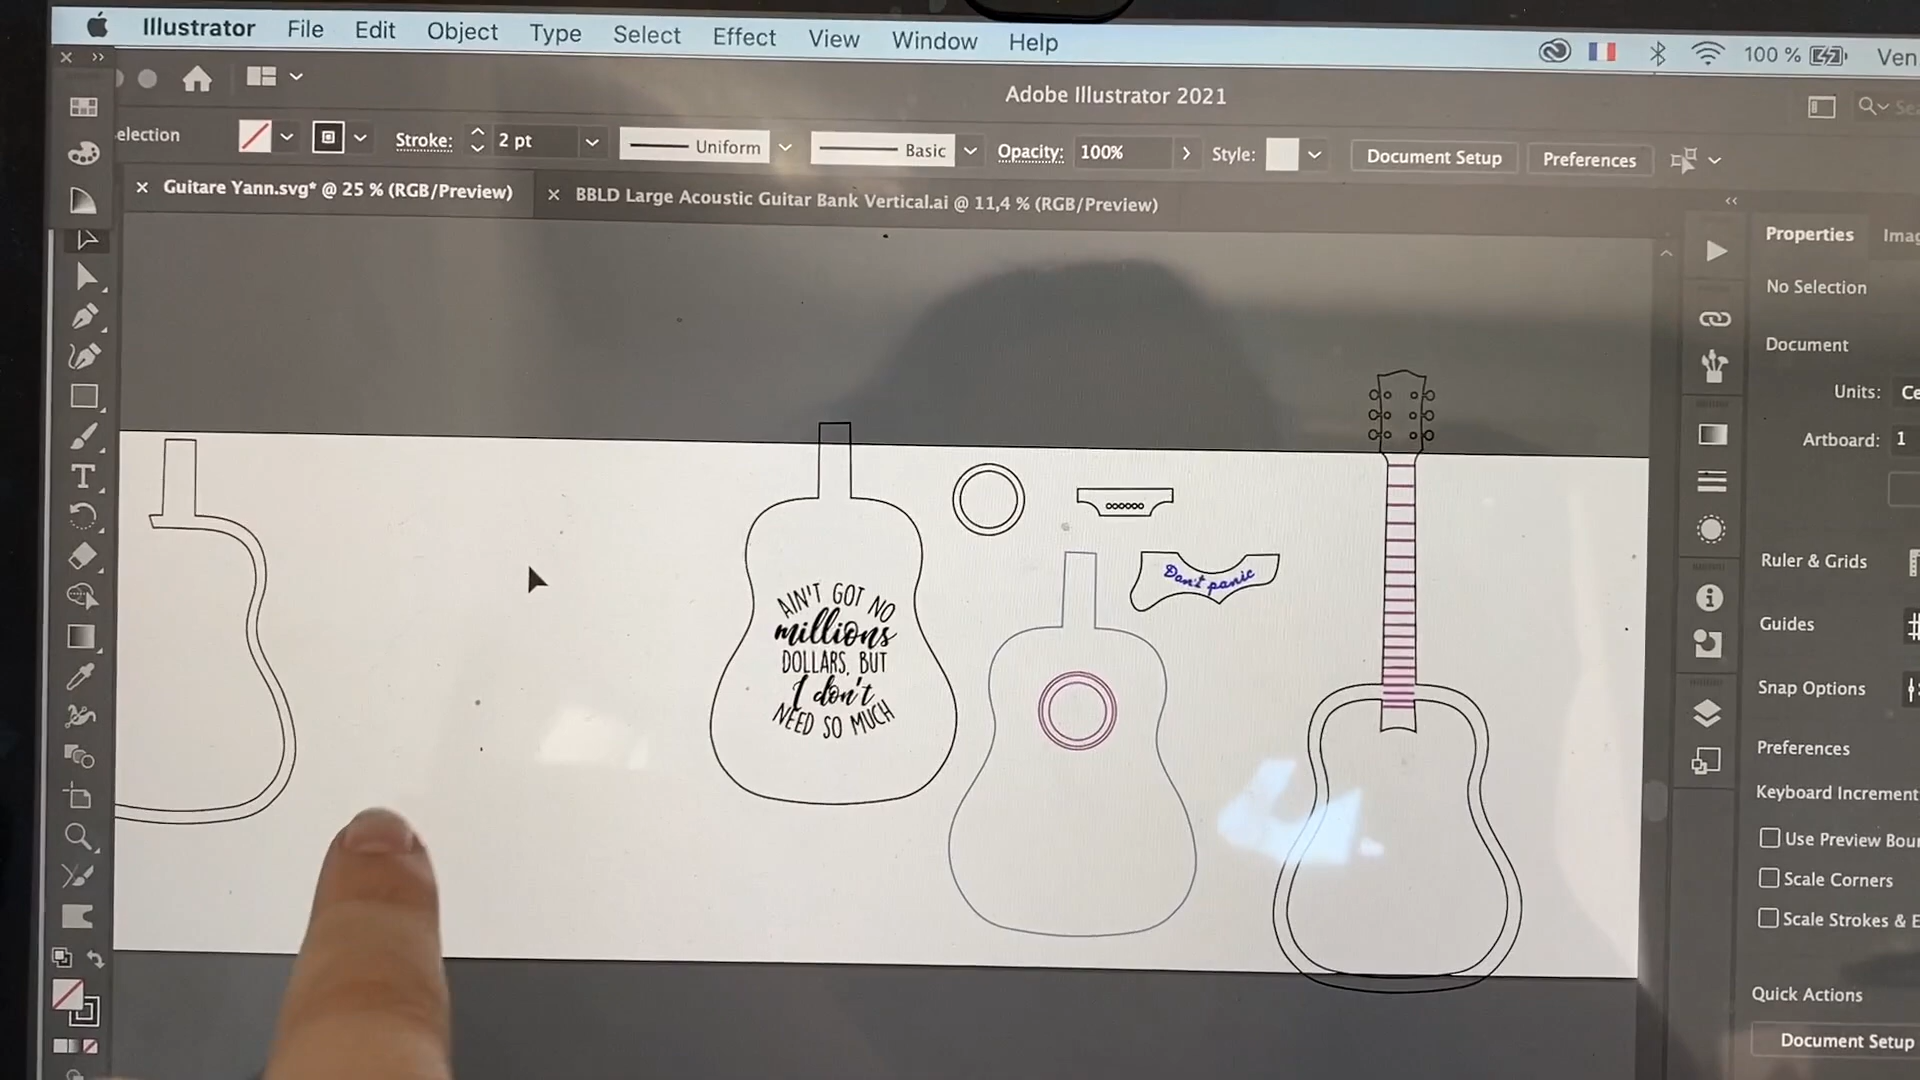 Illustrator File Edit Object Type Select Effect View Window Help 100 % Ven
Adobe Illustrator 2021
election Stroke: 2 pt Uniform Basic Opacity: 100% Style: Document Setup Preferences
Guitare Yann.svg* @ 25 % (RGB/Preview) BBLD Large Acoustic Guitar Bank Vertical.ai @ 11,4 % (RGB/Preview)
Properties Imag
No Selection
Document
Units: Ce
Artboard: 1
Ruler & Grids
Guides
Snap Options
Preferences
Keyboard Increment
Use Preview Bour
Scale Corners
Scale Strokes & E
Quick Actions
Document Setup
AIN'T GOT NO
millions
DOLLARS, BUT
I don't
NEED SO MUCH
Don't panic